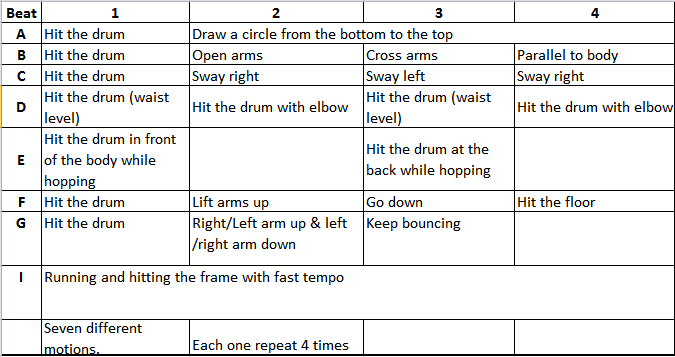 Beat 1 2 3 4
A Hit the drum Draw a circle from the bottom to the top
B Hit the drum Open arms Cross arms Parallel to body
C Hit the drum Sway right Sway left Sway right
D Hit the drum (waist level) Hit the drum with elbow Hit the drum (waist level) Hit the drum with elbow
E Hit the drum in front of the body while hopping Hit the drum at the back while hopping
F Hit the drum Lift arms up Go down Hit the floor
G Hit the drum Right/Left arm up & left /right arm down Keep bouncing
I Running and hitting the frame with fast tempo
Seven different motions. Each one repeat 4 times